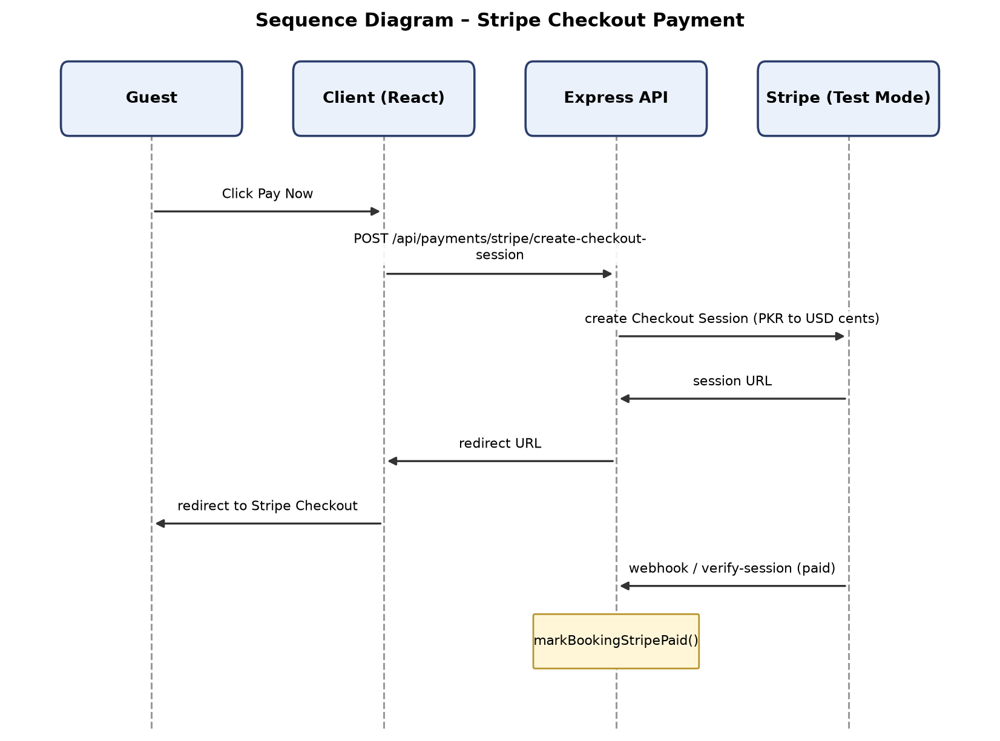 Sequence Diagram – Stripe Checkout Payment
Guest
Client (React)
Express API
Stripe (Test Mode)
Click Pay Now
POST /api/payments/stripe/create-checkout-
session
create Checkout Session (PKR to USD cents)
session URL
redirect URL
redirect to Stripe Checkout
webhook / verify-session (paid)
markBookingStripePaid()